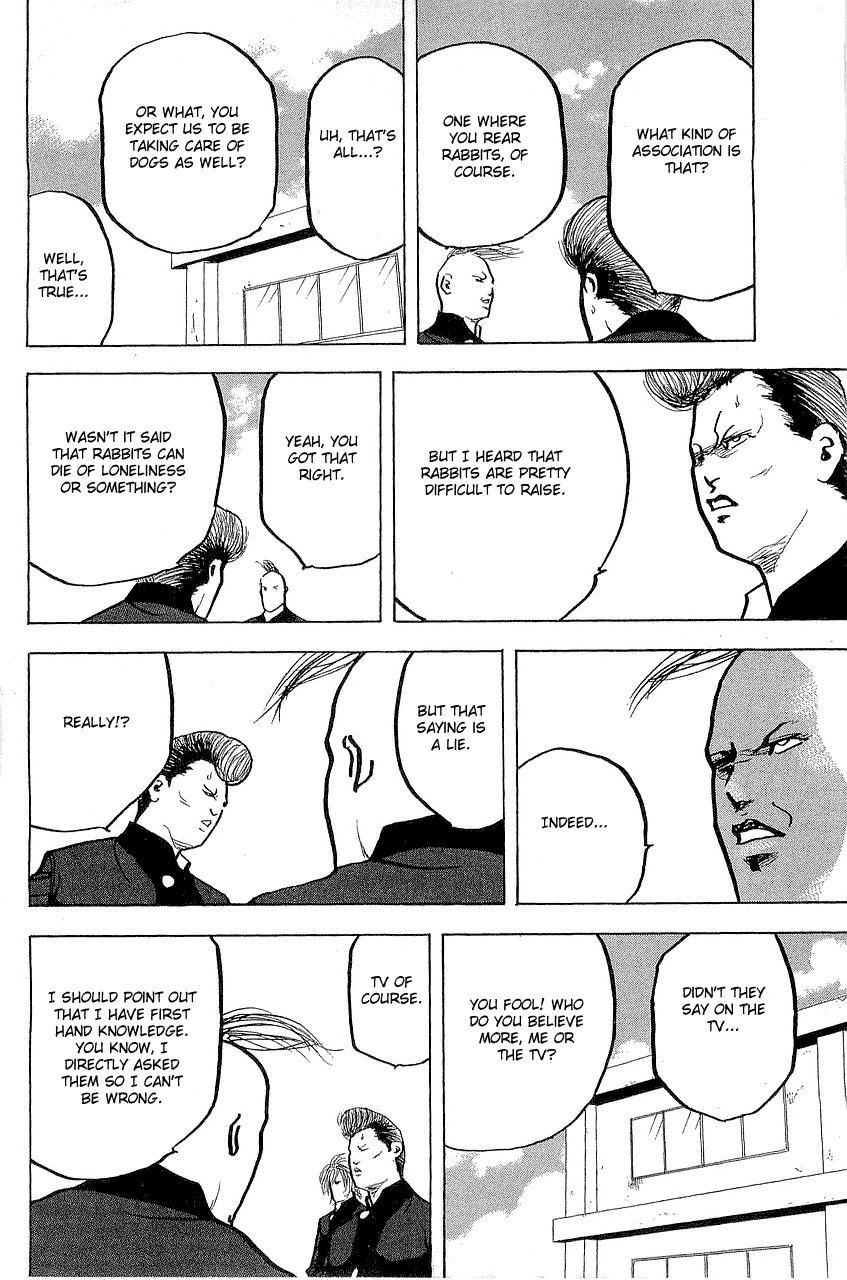 WHAT KIND OF
ASSOCIATION IS
THAT?
ONE WHERE
YOU REAR
RABBITS, OF
COURSE.
UH, THAT'S
ALL...?
OR WHAT, YOU
EXPECT US TO BE
TAKING CARE OF
DOGS AS WELL?
WELL,
THAT'S
TRUE...
BUT I HEARD THAT
RABBITS ARE PRETTY
DIFFICULT TO RAISE.
YEAH, YOU
GOT THAT
RIGHT.
WASN'T IT SAID
THAT RABBITS CAN
DIE OF LONELINESS
OR SOMETHING?
INDEED...
BUT THAT
SAYING IS
A LIE.
REALLY!?
DIDN'T THEY
SAY ON THE
TV...
YOU FOOL! WHO
DO YOU BELIEVE
MORE, ME OR
THE TV?
TV OF
COURSE.
I SHOULD POINT OUT
THAT I HAVE FIRST
HAND KNOWLEDGE.
YOU KNOW, I
DIRECTLY ASKED
THEM SO I CAN'T
BE WRONG.